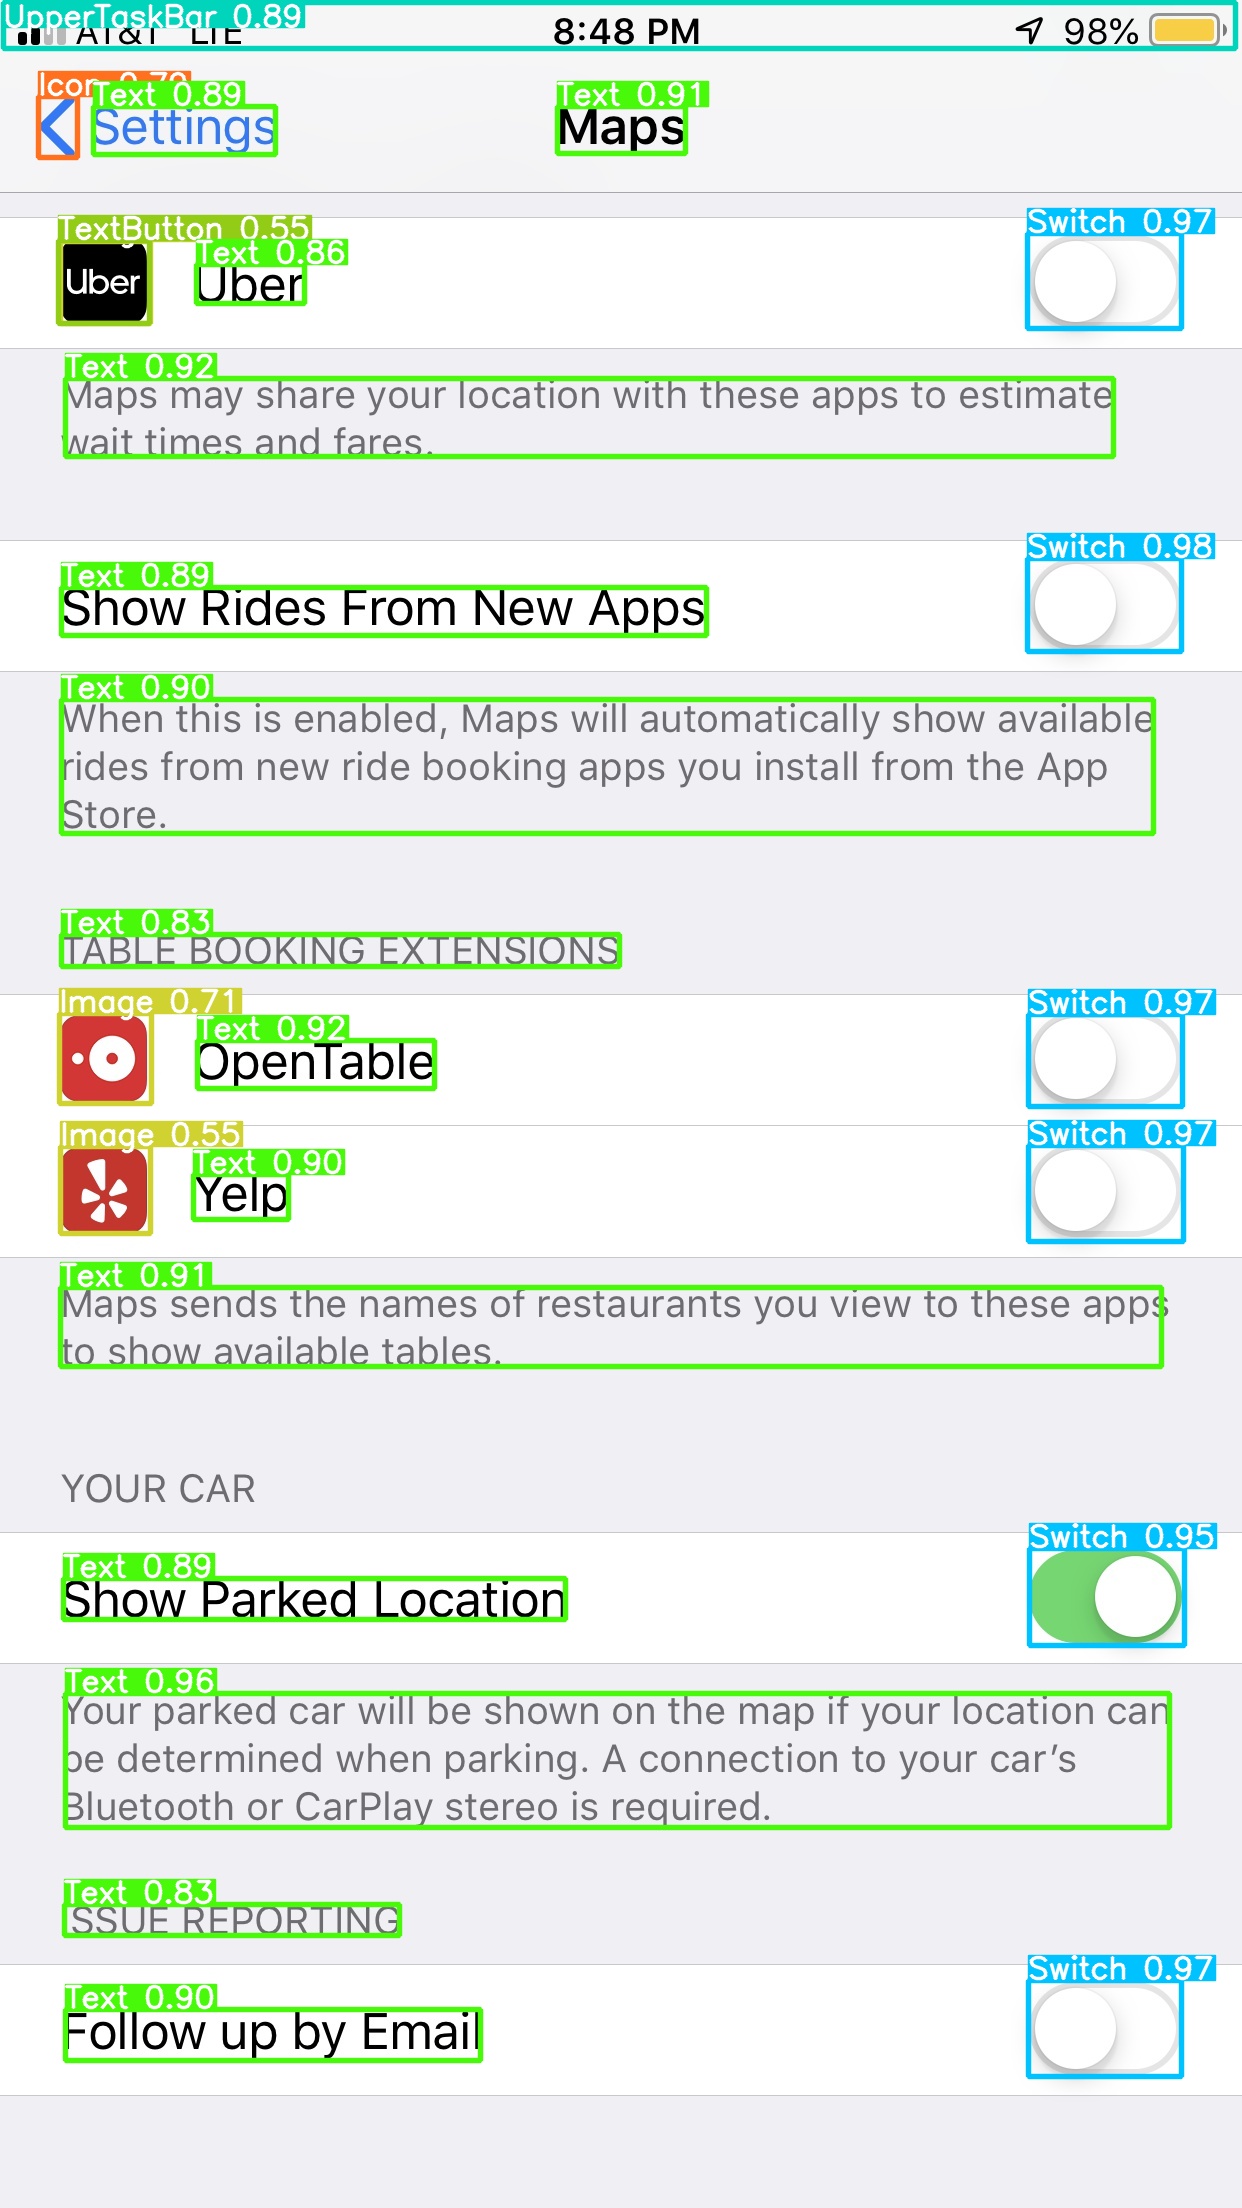 UpperTaskBar 0.89
AT&T LTE 8:48 PM 98%
Text 0.89 Text 0.91
Settings Maps
TextButton 0.55 Switch 0.97
Text 0.86
Uber Uber
Text 0.92
Maps may share your location with these apps to estimate
wait times and fares.
Switch 0.98
Text 0.89
Show Rides From New Apps
Text 0.90
When this is enabled, Maps will automatically show available
rides from new ride booking apps you install from the App
Store.
Text 0.83
TABLE BOOKING EXTENSIONS
Image 0.71 Switch 0.97
Text 0.92
OpenTable
Image 0.55 Switch 0.97
Text 0.90
Yelp
Text 0.91
Maps sends the names of restaurants you view to these apps
to show available tables.
YOUR CAR
Switch 0.95
Text 0.89
Show Parked Location
Text 0.96
Your parked car will be shown on the map if your location can
be determined when parking. A connection to your car’s
Bluetooth or CarPlay stereo is required.
Text 0.83
ISSUE REPORTING
Switch 0.97
Text 0.90
Follow up by Email